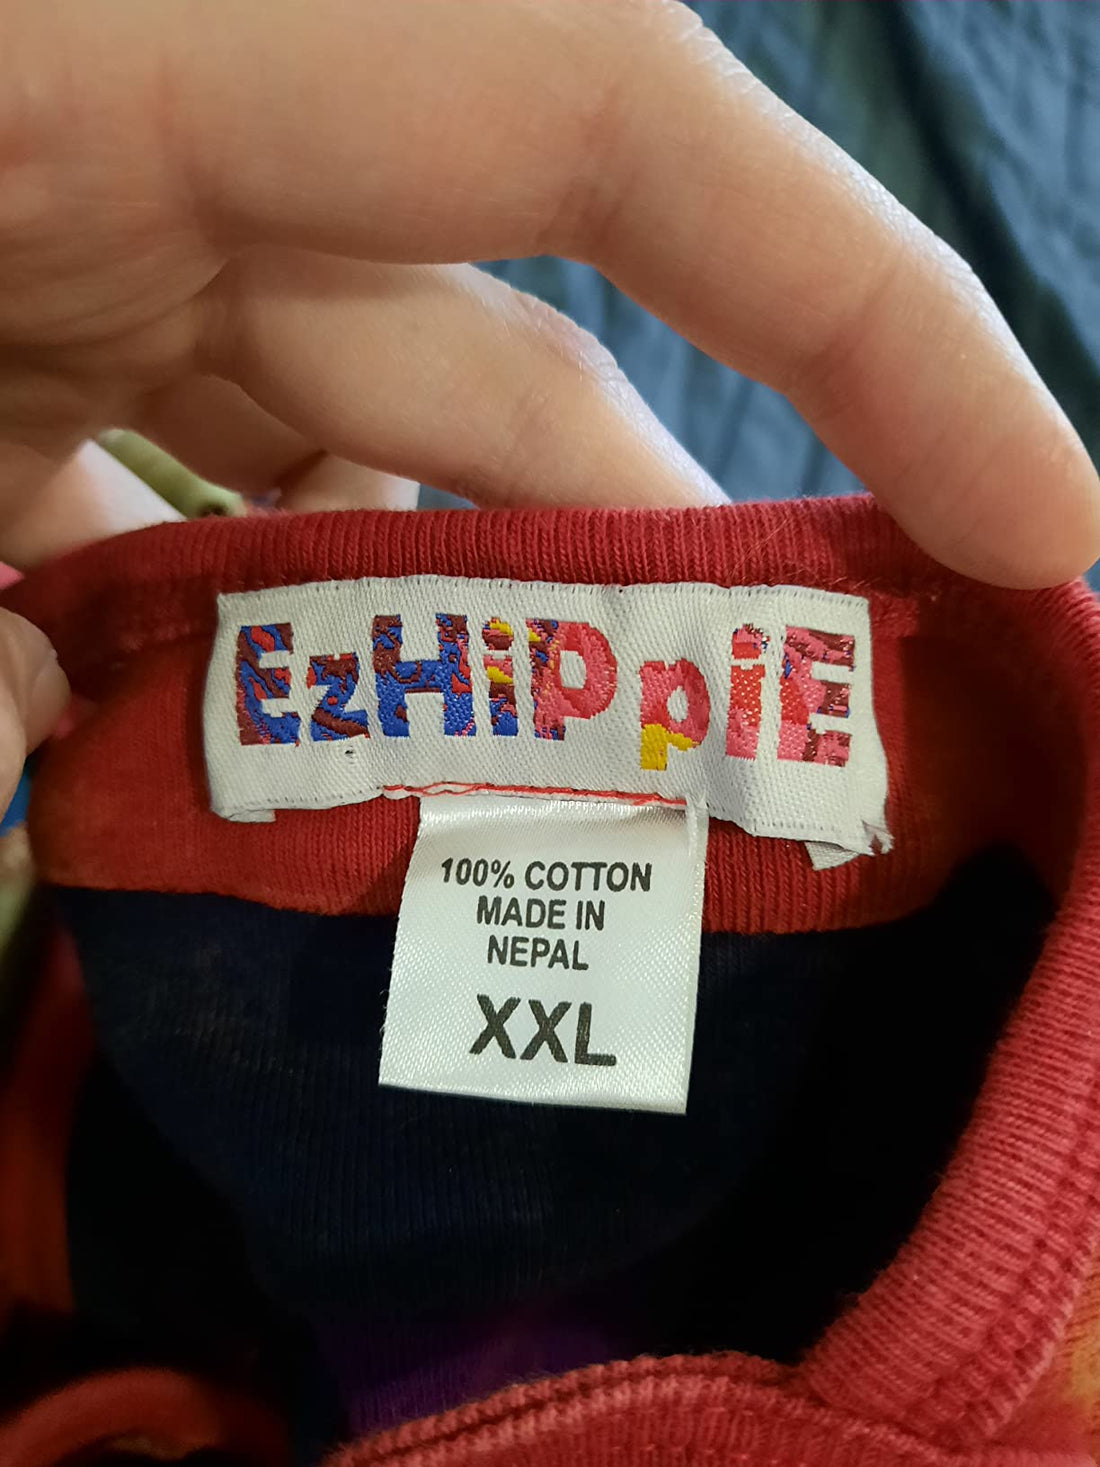 EzHiPpiE
100% COTTON
MADE IN
NEPAL
XXL